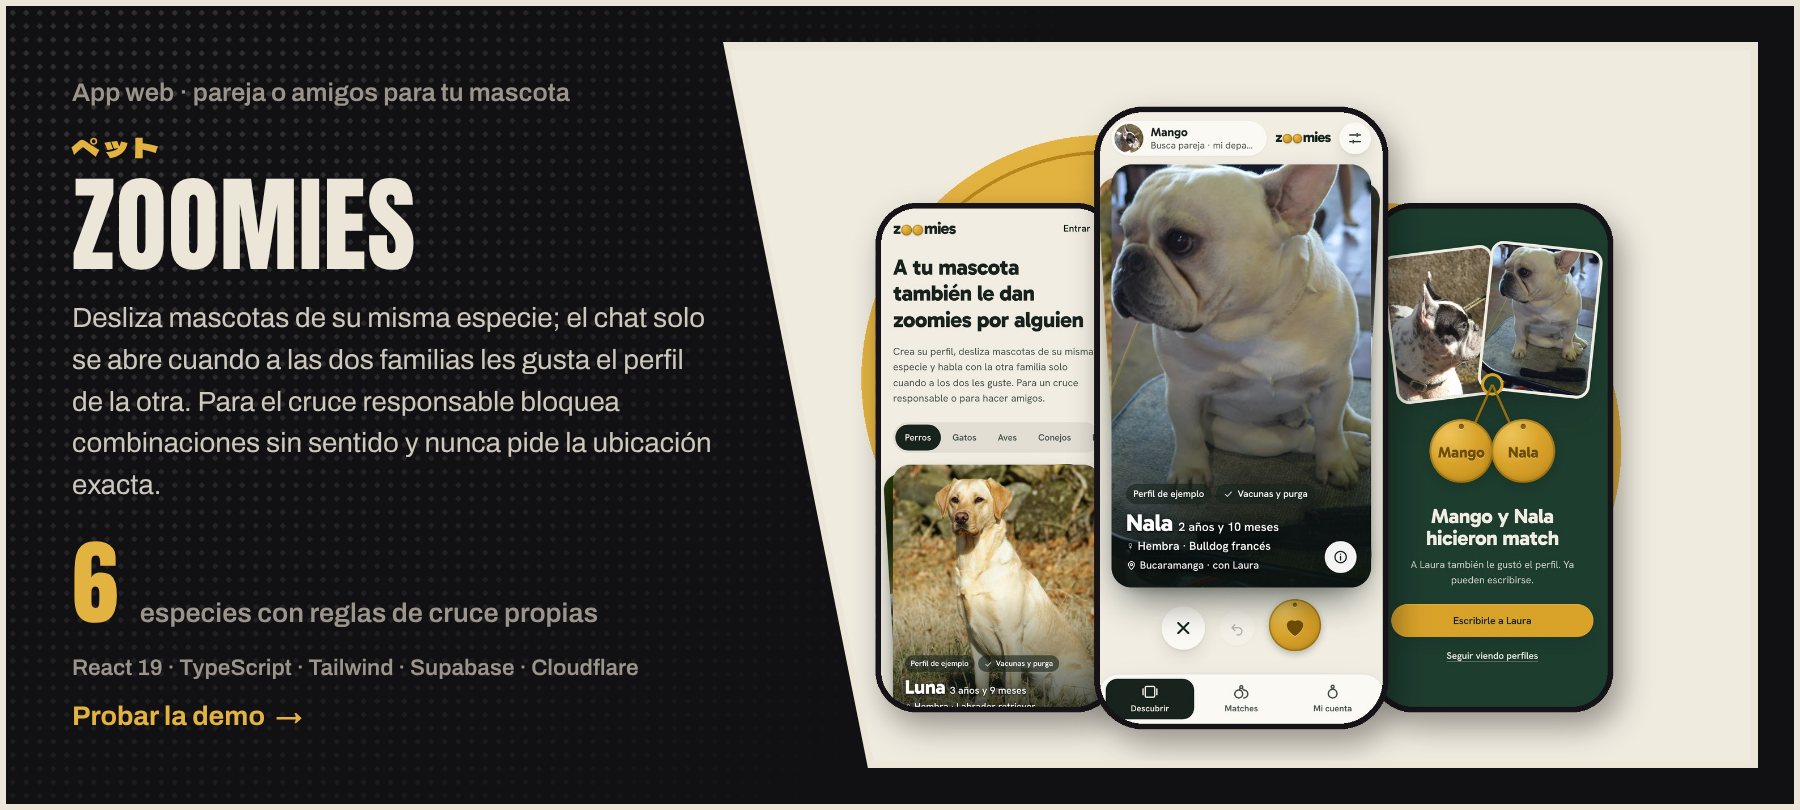 App web · pareja o amigos para tu mascota
ペット
ZOOMIES
Desliza mascotas de su misma especie; el chat solo
se abre cuando a las dos familias les gusta el perfil
de la otra. Para el cruce responsable bloquea
combinaciones sin sentido y nunca pide la ubicación
exacta.
6 especies con reglas de cruce propias
React 19 · TypeScript · Tailwind · Supabase · Cloudflare
Probar la demo →
zoomies Entrar
A tu mascota
también le dan
zoomies por alguien
Crea su perfil, desliza mascotas de su misma
especie y habla con la otra familia solo
cuando a los dos les guste. Para un cruce
responsable o para hacer amigos.
Perros Gatos Aves Conejos
Perfil de ejemplo ✓ Vacunas y purga
Luna 3 años y 9 meses
Hembra · Labrador retriever
Mango
Busca pareja · mi depa...
zoomies
Perfil de ejemplo ✓ Vacunas y purga
Nala 2 años y 10 meses
♀ Hembra · Bulldog francés
Bucaramanga · con Laura
Descubrir Matches Mi cuenta
Mango Nala
Mango y Nala
hicieron match
A Laura también le gustó el perfil. Ya
pueden escribirse.
Escribirle a Laura
Seguir viendo perfiles